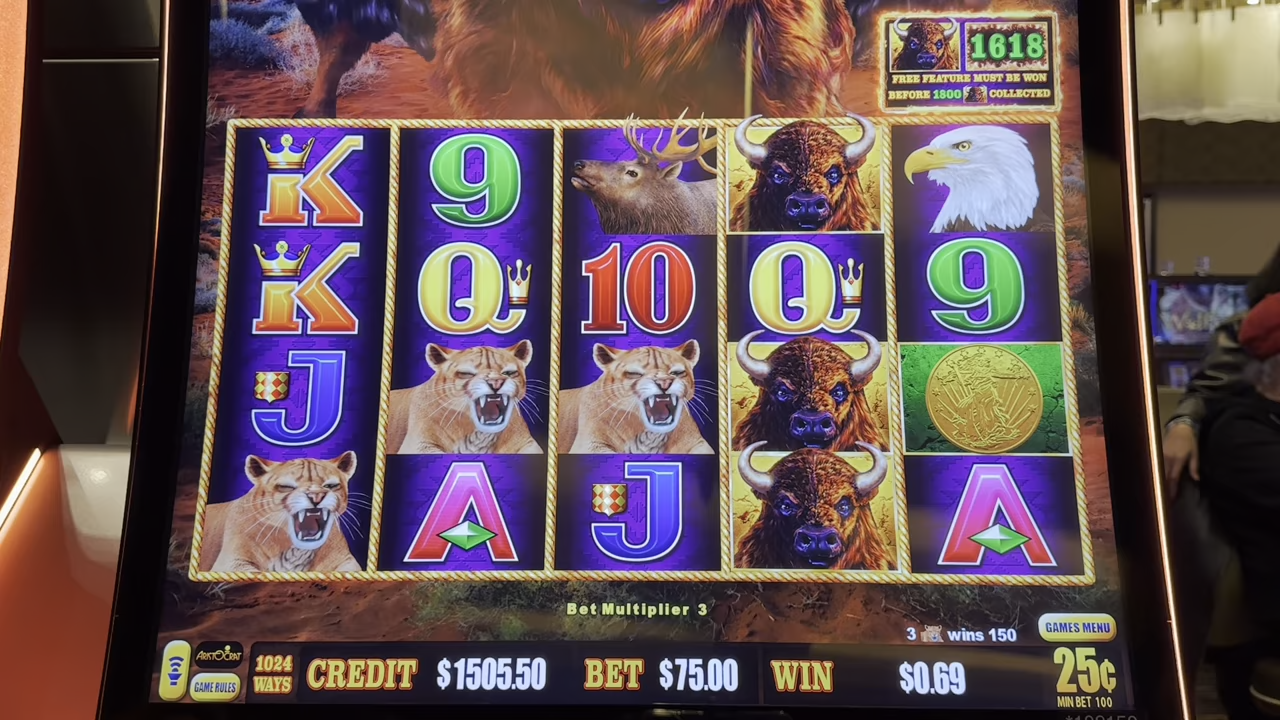 1618
FREE FEATURE MUST BE WON
BEFORE 1800 COLLECTED
K 9
K Q 10 Q 9
J
A J A
Bet Multiplier 3
3 wins 150
GAMES MENU
ARISTOCRAT
GAME RULES
1024
WAYS
CREDIT $1505.50 BET $75.00 WIN $0.69
25¢
MIN BET 100